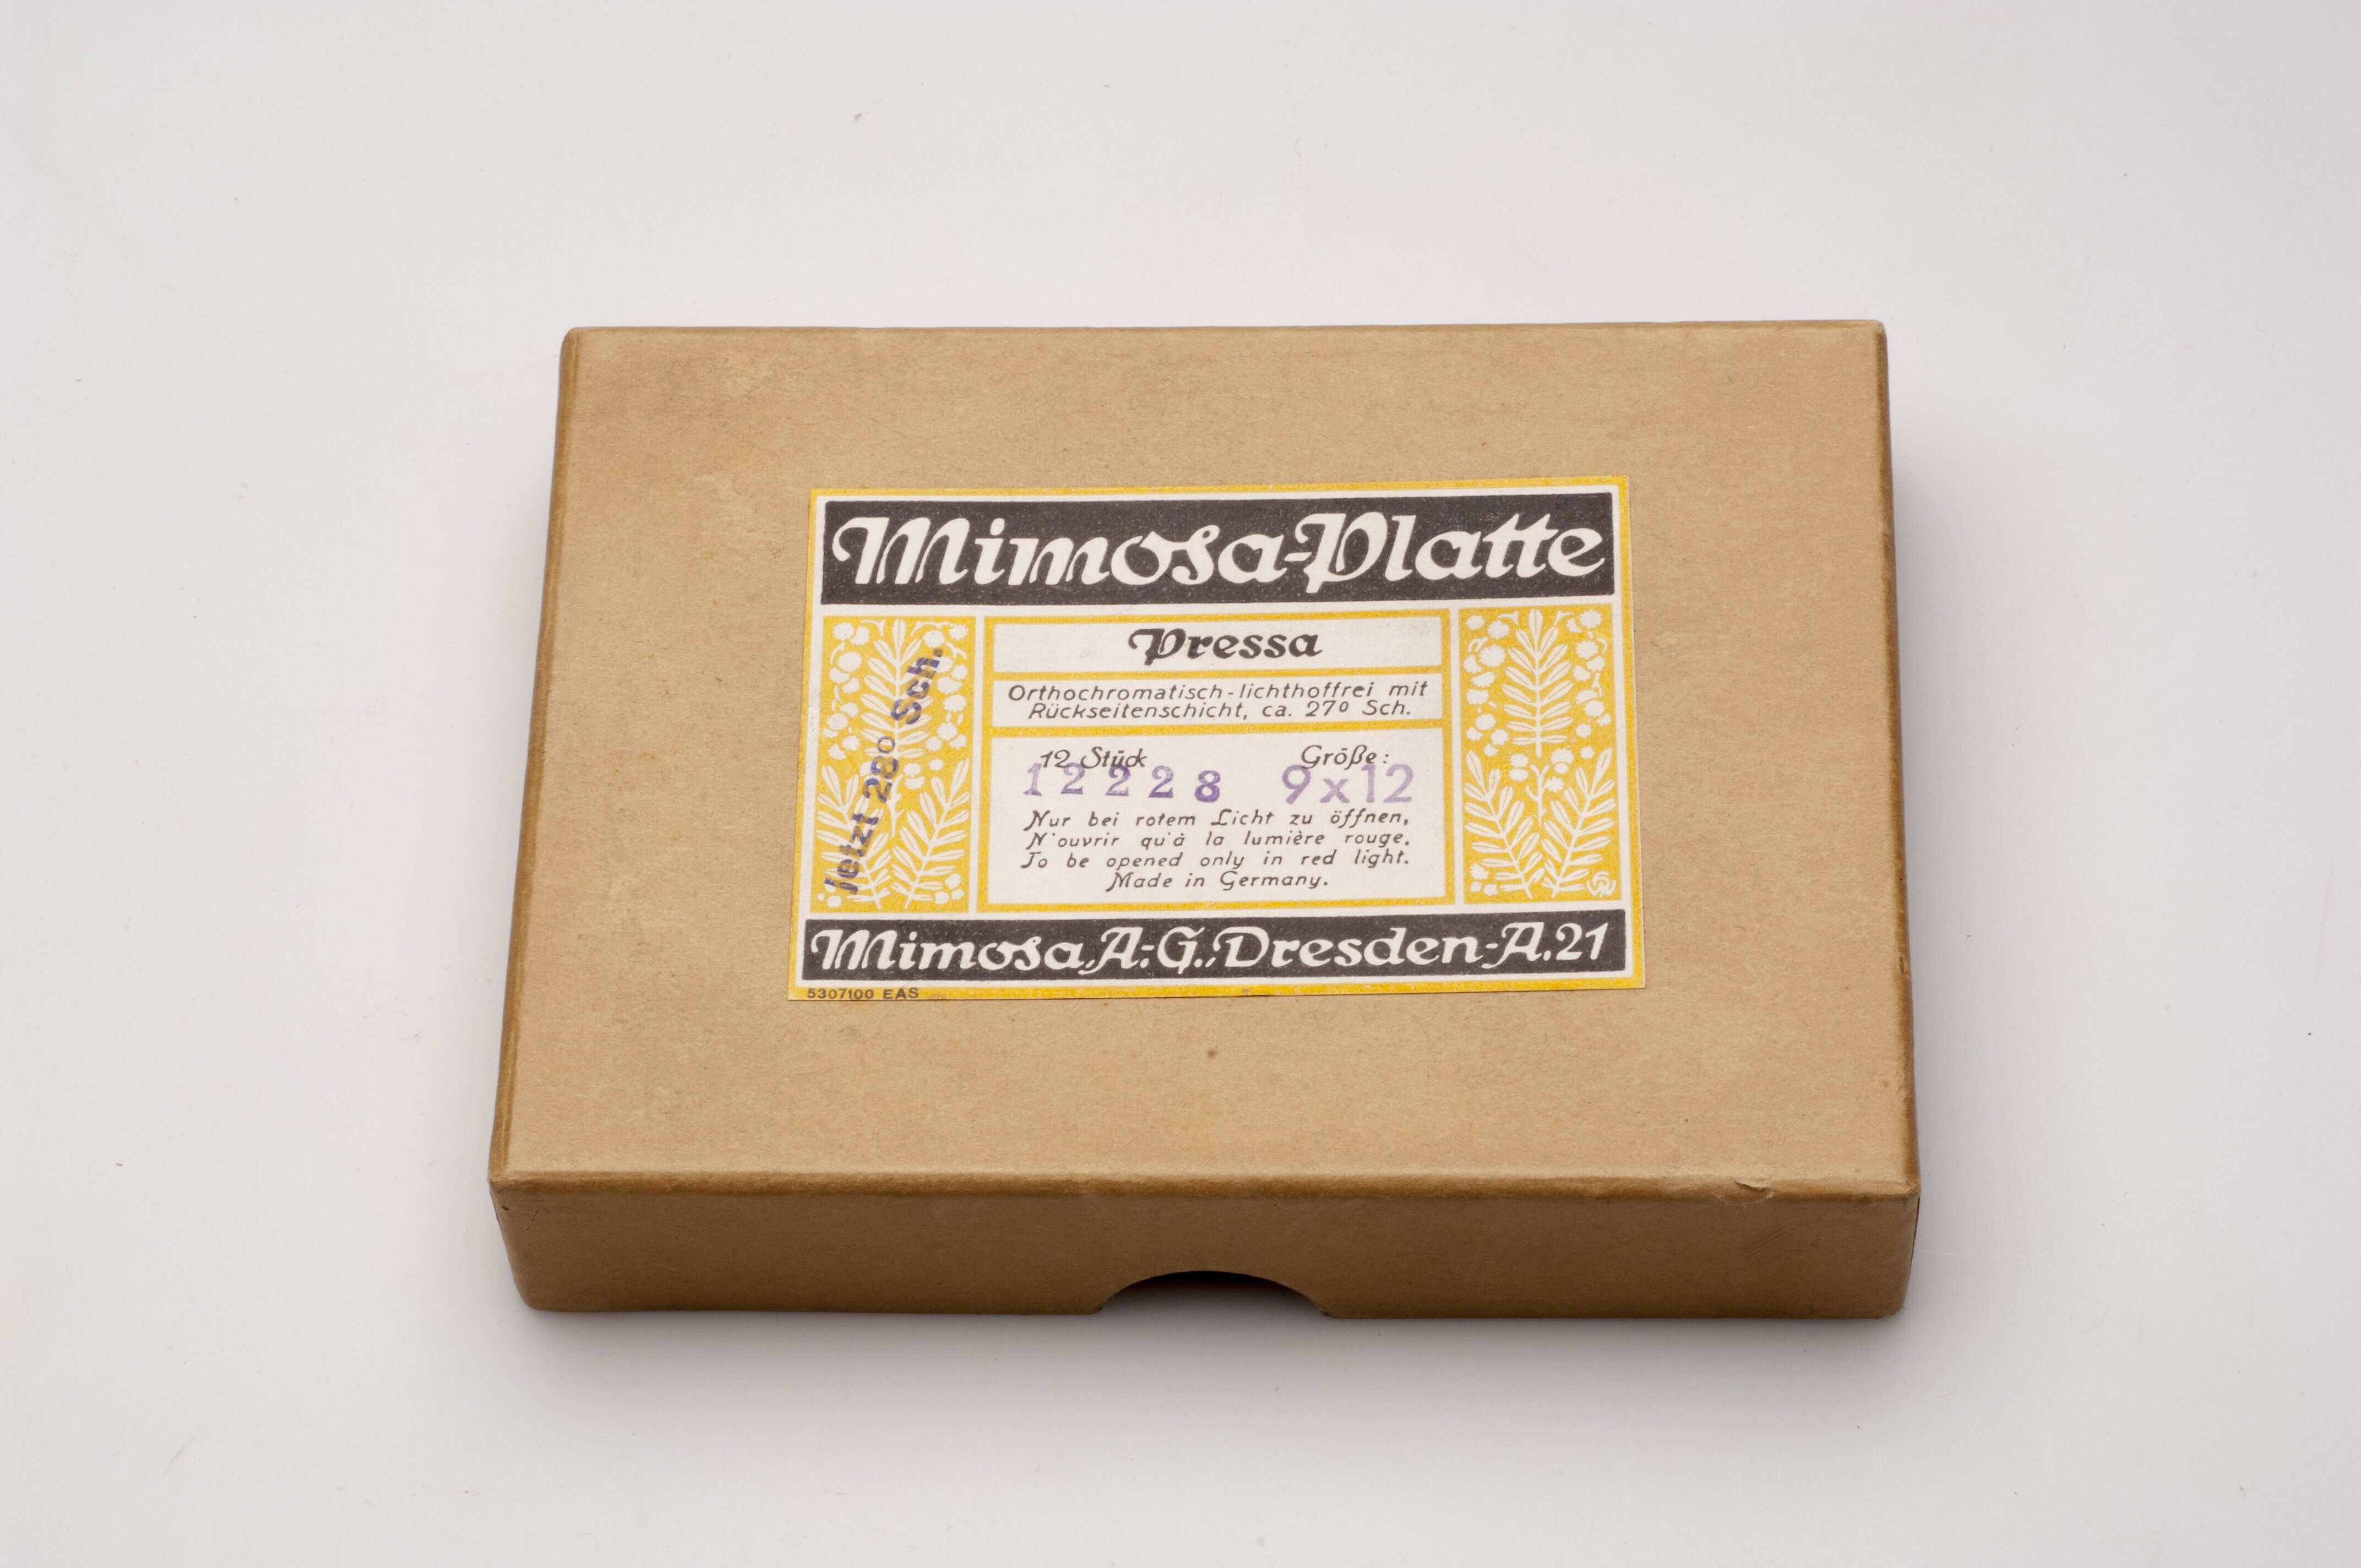 Mimosa-Platte
Pressa
Orthochromatisch-lichthoffrei mit
Rückseitenschicht, ca. 27º Sch.
Jetzt 28º Sch.
12 Stück Größe:
12228 9x12
Nur bei rotem Licht zu öffnen,
N'ouvrir qu'à la lumière rouge,
To be opened only in red light.
Made in Germany.
Mimosa, A.-G., Dresden-A.21
5307100 EAS